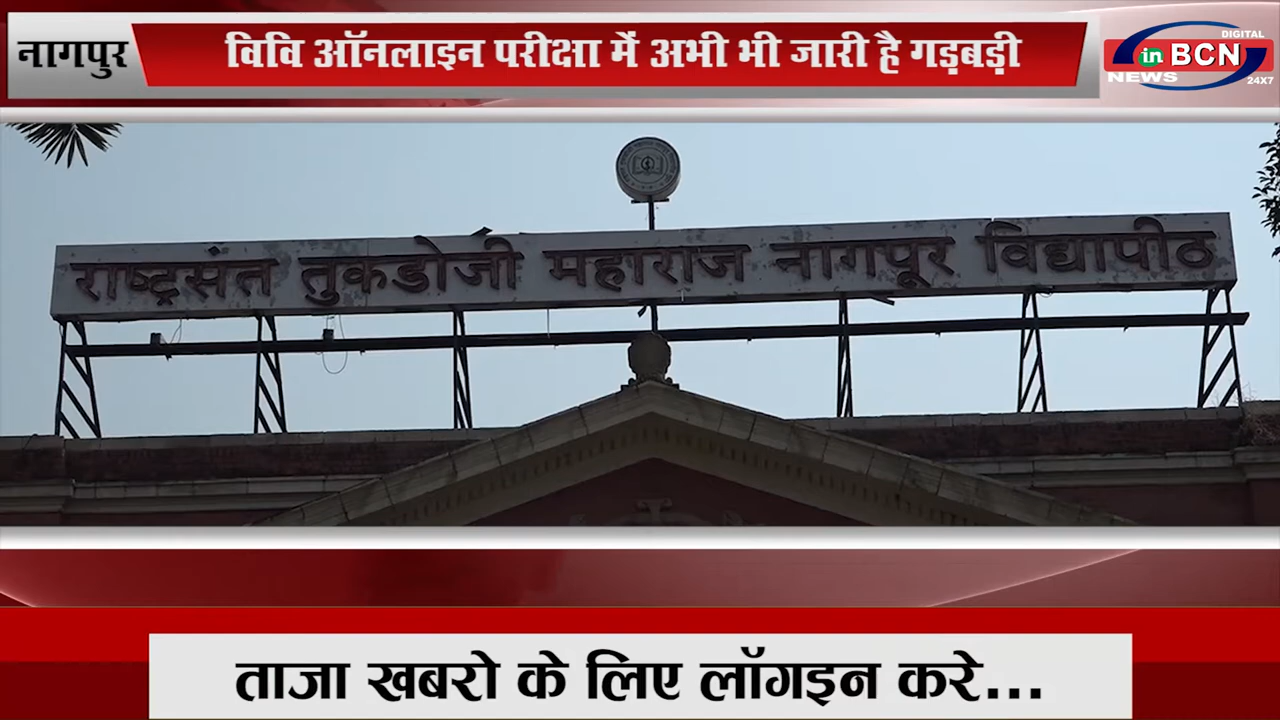 नागपुर
विवि ऑनलाइन परीक्षा में अभी भी जारी है गड़बड़ी
DIGITAL
in BCN
NEWS
24X7
राष्ट्रसंत तुकडोजी महाराज नागपूर विद्यापीठ
ताजा खबरो के लिए लॉगइन करे...